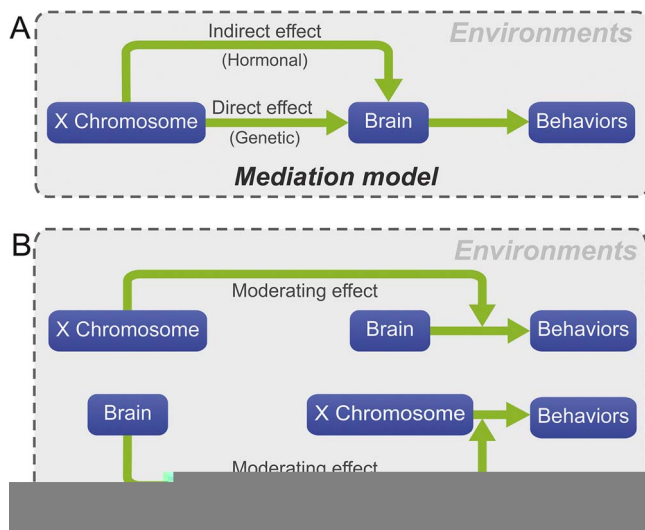 A
Environments
Indirect effect
(Hormonal)
X Chromosome
Direct effect
(Genetic)
Brain
Behaviors
Mediation model
B
Environments
Moderating effect
X Chromosome
Brain
Behaviors
Brain
X Chromosome
Behaviors
Moderating effect